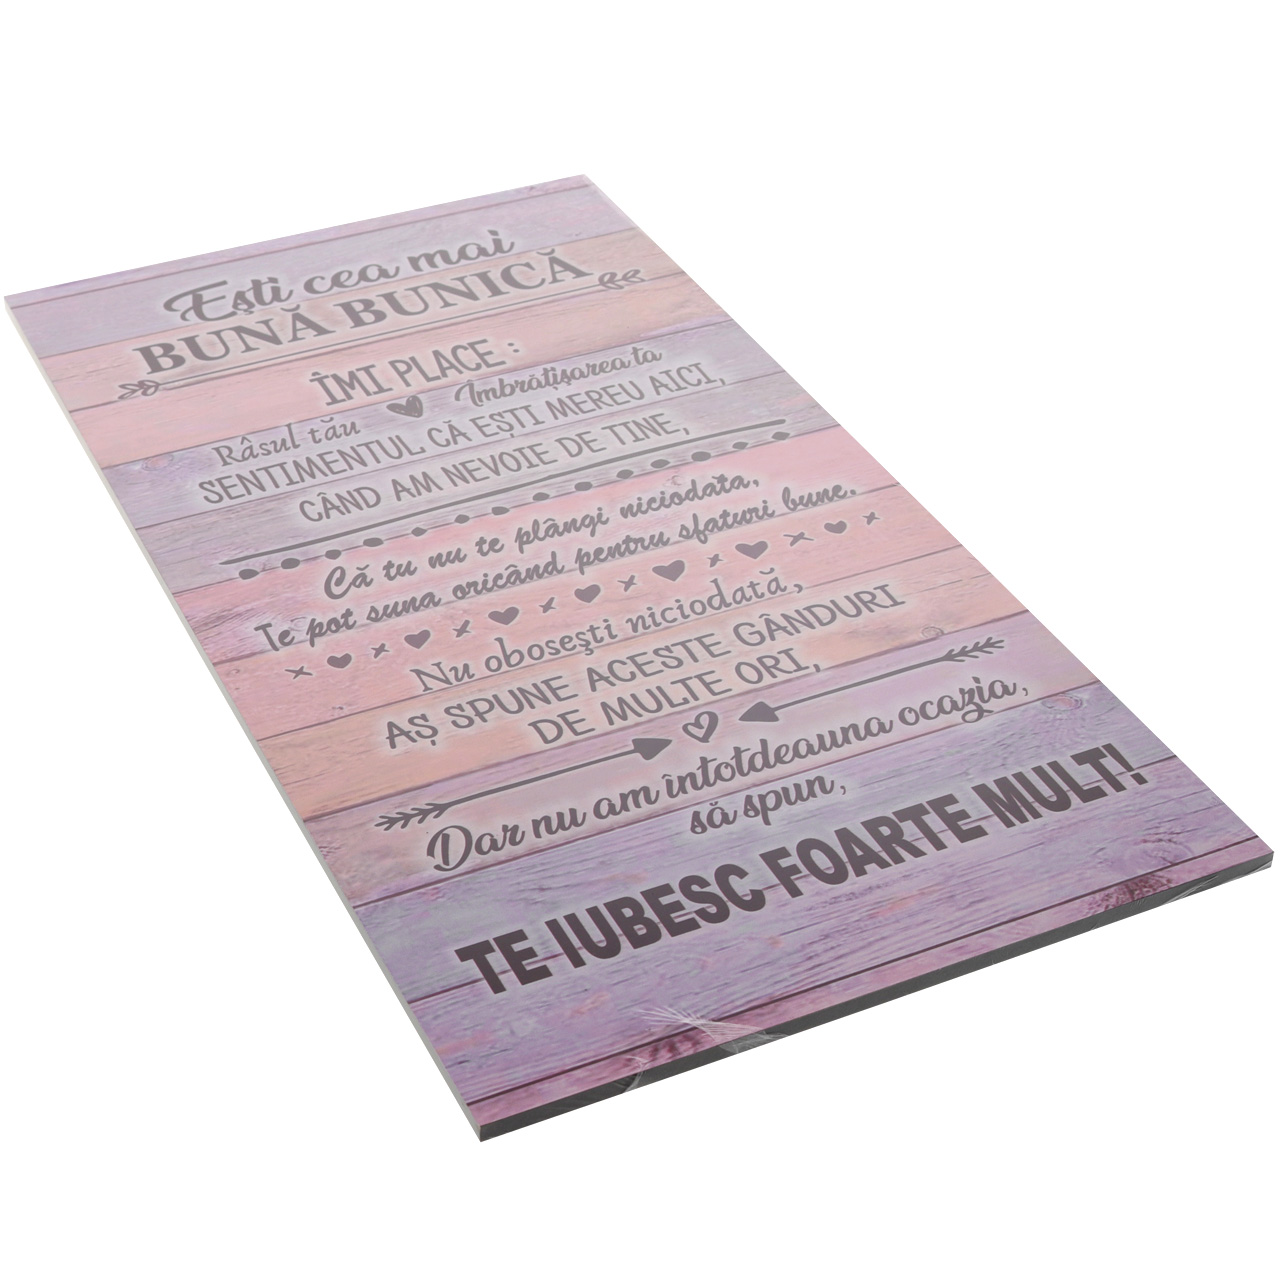 Ești cea mai
BUNĂ BUNICĂ
ÎMI PLACE :
Râsul tău Îmbrățișarea ta
SENTIMENTUL CĂ EȘTI MEREU AICI,
CÂND AM NEVOIE DE TINE,
Că tu nu te plângi niciodată,
Te pot suna oricând pentru sfaturi bune.
Nu obosești niciodată,
AȘ SPUNE ACESTE GÂNDURI
DE MULTE ORI,
Dar nu am întotdeauna ocazia,
să spun,
TE IUBESC FOARTE MULT!